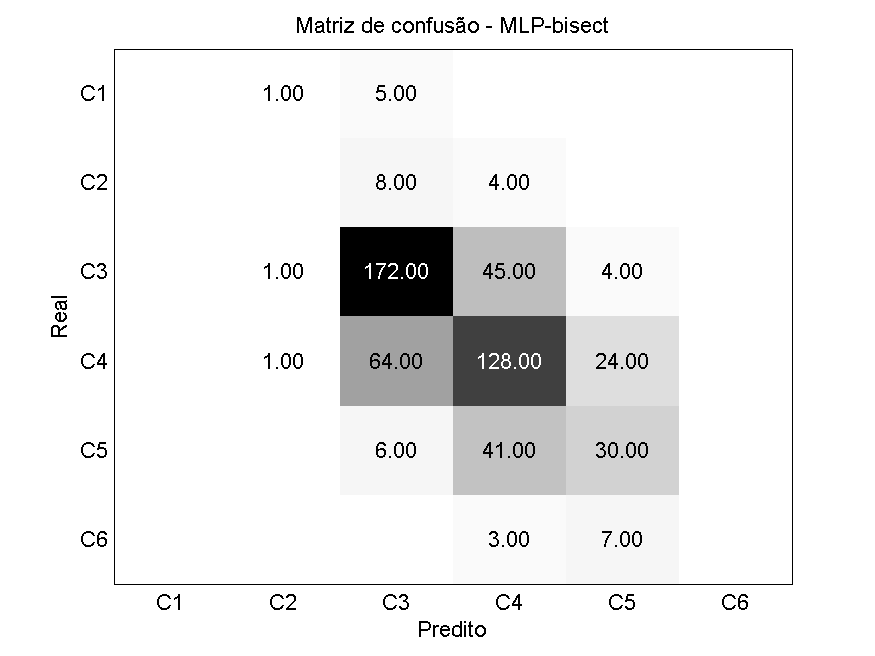 Matriz de confusão - MLP-bisect
C1 1.00 5.00
C2 8.00 4.00
C3 1.00 172.00 45.00 4.00
Real
C4 1.00 64.00 128.00 24.00
C5 6.00 41.00 30.00
C6 3.00 7.00
C1 C2 C3 C4 C5 C6
Predito